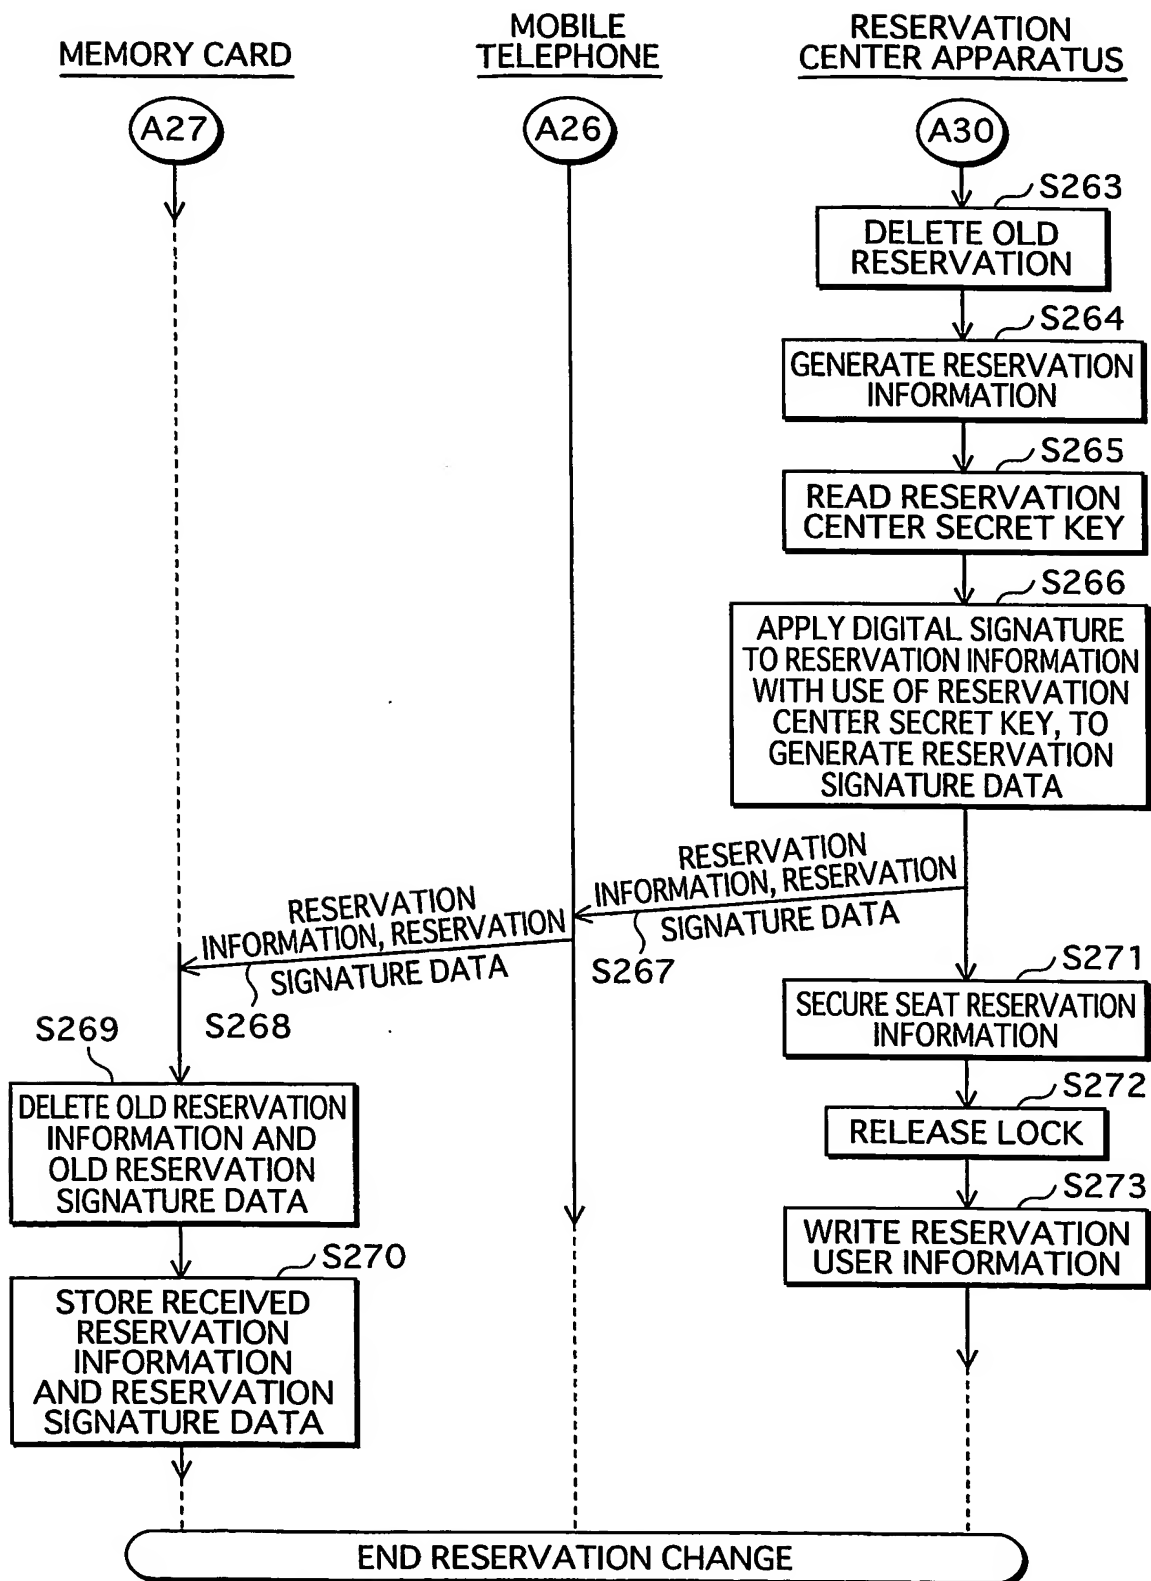 MEMORY CARD
MOBILE
TELEPHONE
RESERVATION
CENTER APPARATUS
A27
A26
A30
S263
DELETE OLD
RESERVATION
S264
GENERATE RESERVATION
INFORMATION
S265
READ RESERVATION
CENTER SECRET KEY
S266
APPLY DIGITAL SIGNATURE
TO RESERVATION INFORMATION
WITH USE OF RESERVATION
CENTER SECRET KEY, TO
GENERATE RESERVATION
SIGNATURE DATA
RESERVATION
INFORMATION, RESERVATION
SIGNATURE DATA
S267
RESERVATION
INFORMATION, RESERVATION
SIGNATURE DATA
S268
S271
SECURE SEAT RESERVATION
INFORMATION
S269
DELETE OLD RESERVATION
INFORMATION AND
OLD RESERVATION
SIGNATURE DATA
S272
RELEASE LOCK
S273
WRITE RESERVATION
USER INFORMATION
S270
STORE RECEIVED
RESERVATION
INFORMATION
AND RESERVATION
SIGNATURE DATA
END RESERVATION CHANGE